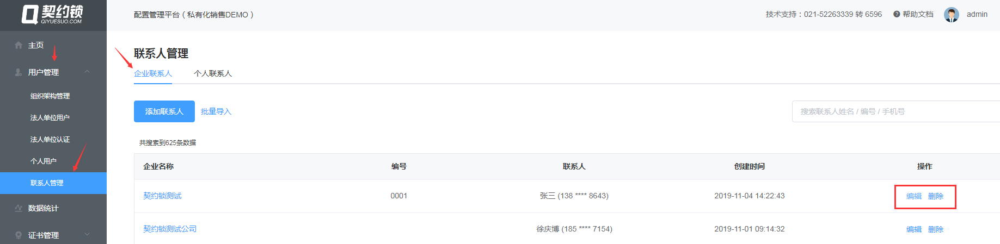 契约锁
QIYUESUO.COM
配置管理平台（私有化销售DEMO）
技术支持：021-52263339 转 6596
帮助文档
admin
主页
用户管理
组织架构管理
法人单位用户
法人单位认证
个人用户
联系人管理
数据统计
证书管理
联系人管理
企业联系人 个人联系人
添加联系人 批量导入
搜索联系人姓名 / 编号 / 手机号
共搜索到625条数据
企业名称 编号 联系人 创建时间 操作
契约锁测试 0001 张三 (138 **** 8643) 2019-11-04 14:22:43 编辑 删除
契约锁测试公司 徐庆博 (185 **** 7154) 2019-11-01 09:14:32 编辑 删除